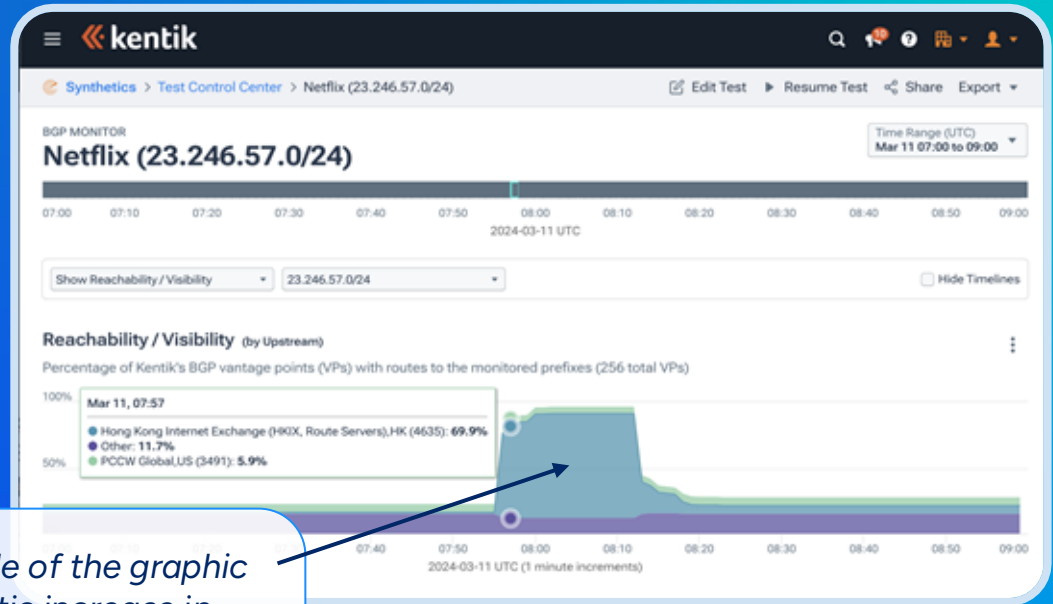 kentik
10
Synthetics > Test Control Center > Netflix (23.246.57.0/24)
Edit Test
Resume Test
Share
Export
BGP MONITOR
Netflix (23.246.57.0/24)
Time Range (UTC)
Mar 11 07:00 to 09:00
07:00 07:10 07:20 07:30 07:40 07:50 08:00 08:10 08:20 08:30 08:40 08:50 09:00
2024-03-11 UTC
Show Reachability / Visibility
23.246.57.0/24
Hide Timelines
Reachability / Visibility (by Upstream)
Percentage of Kentik's BGP vantage points (VPs) with routes to the monitored prefixes (256 total VPs)
100%
Mar 11, 07:57
Hong Kong Internet Exchange (HKIX, Route Servers),HK (4635): 69.9%
Other: 11.7%
50%
PCCW Global,US (3491): 5.9%
07:40 07:50 08:00 08:10 08:20 08:30 08:40 08:50 09:00
2024-03-11 UTC (1 minute increments)
of the graphic
increase in